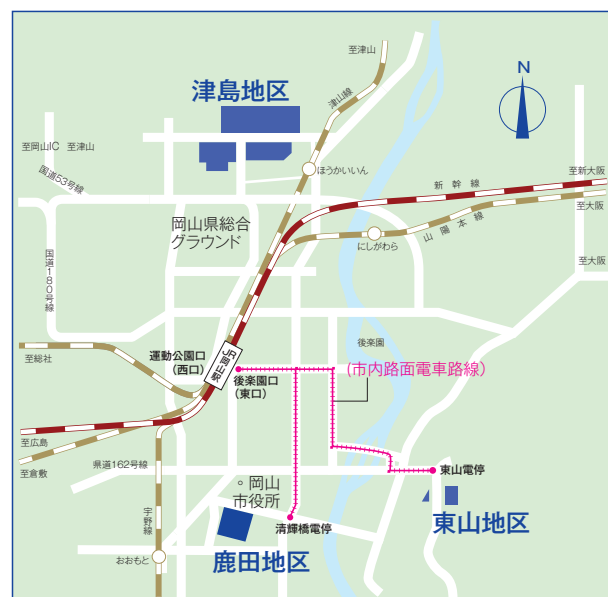 至津山
N
津島地区
津山線
至岡山IC 至津山
ほうかいいん
国道53号線
新幹線
至新大阪
至大阪
山陽本線
岡山県総合
グラウンド
にしがわら
国道180号線
至大阪
後楽園
至総社
運動公園口
(西口)
JR岡山駅
後楽園口
(東口)
(市内路面電車路線)
至広島
県道162号線
至倉敷
東山電停
岡山
市役所
宇野線
清輝橋電停
東山地区
おおもと
鹿田地区